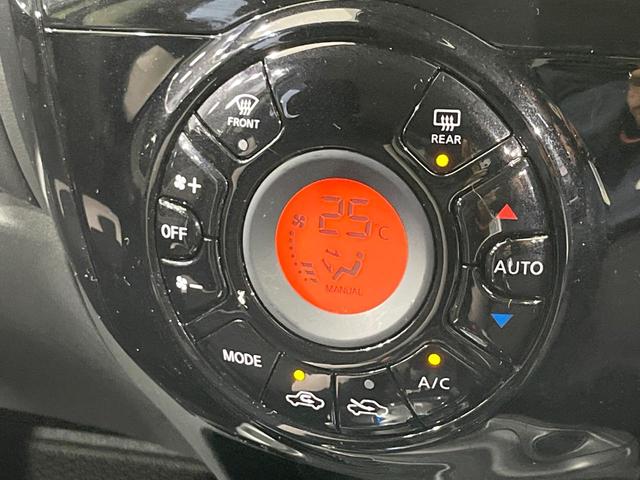 FRONT
REAR
+
OFF
25°C
AUTO
−
MANUAL
MODE
A/C